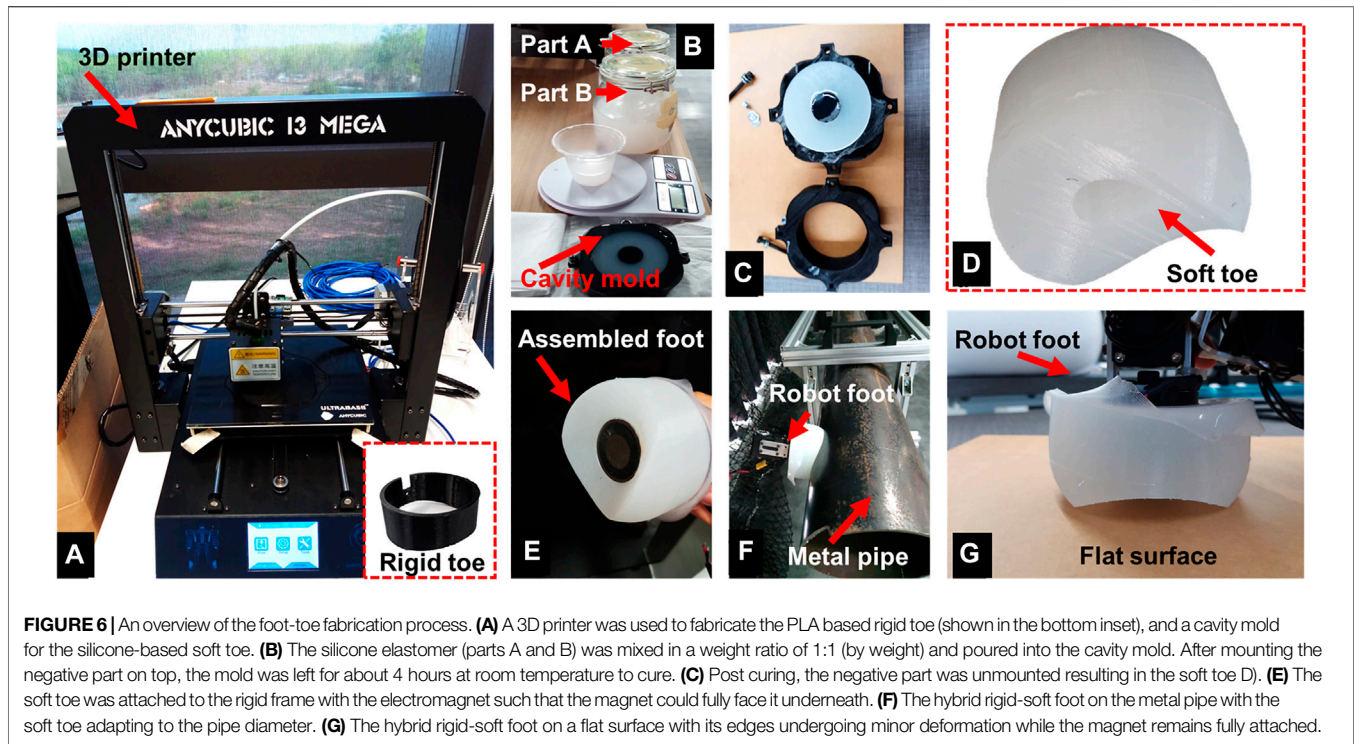 3D printer
ANYCUBIC I3 MEGA
ULTRABASE
ANYCUBIC
Rigid toe
A
Part A
Part B
B
Cavity mold
C
D
Soft toe
Assembled foot
E
Robot foot
F
Metal pipe
Robot foot
G
Flat surface
FIGURE 6 | An overview of the foot-toe fabrication process. (A) A 3D printer was used to fabricate the PLA based rigid toe (shown in the bottom inset), and a cavity mold
for the silicone-based soft toe. (B) The silicone elastomer (parts A and B) was mixed in a weight ratio of 1:1 (by weight) and poured into the cavity mold. After mounting the
negative part on top, the mold was left for about 4 hours at room temperature to cure. (C) Post curing, the negative part was unmounted resulting in the soft toe D). (E) The
soft toe was attached to the rigid frame with the electromagnet such that the magnet could fully face it underneath. (F) The hybrid rigid-soft foot on the metal pipe with the
soft toe adapting to the pipe diameter. (G) The hybrid rigid-soft foot on a flat surface with its edges undergoing minor deformation while the magnet remains fully attached.